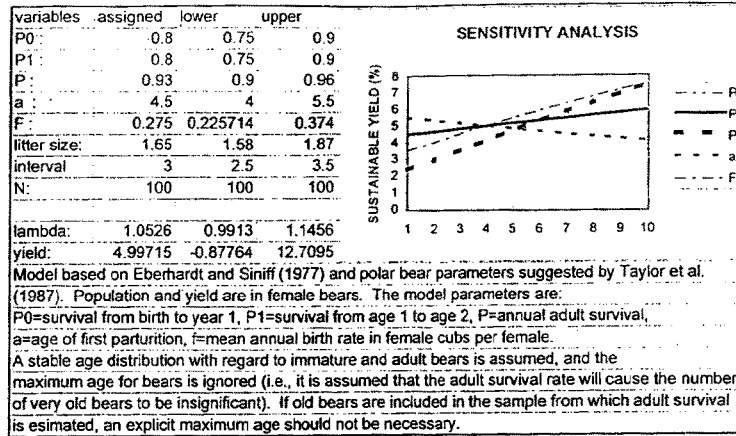 variables assigned lower upper
P0: 0.8 0.75 0.9
P1: 0.8 0.75 0.9
P: 0.93 0.9 0.96
a: 4.5 4 5.5
F: 0.275 0.225714 0.374
litter size: 1.65 1.58 1.87
interval 3 2.5 3.5
N: 100 100 100
lambda: 1.0526 0.9913 1.1456
yield: 4.99715 -0.87764 12.7095
SENSITIVITY ANALYSIS
SUSTAINABLE YIELD (%)
8
7
6
5
4
3
2
1
0
1 2 3 4 5 6 7 8 9 10
P
P
P
a
F
Model based on Eberhardt and Siniff (1977) and polar bear parameters suggested by Taylor et al.
(1987). Population and yield are in female bears. The model parameters are:
P0=survival from birth to year 1, P1=survival from age 1 to age 2, P=annual adult survival,
a=age of first parturition, f=mean annual birth rate in female cubs per female.
A stable age distribution with regard to immature and adult bears is assumed, and the
maximum age for bears is ignored (i.e., it is assumed that the adult survival rate will cause the number
of very old bears to be insignificant). If old bears are included in the sample from which adult survival
is esimated, an explicit maximum age should not be necessary.